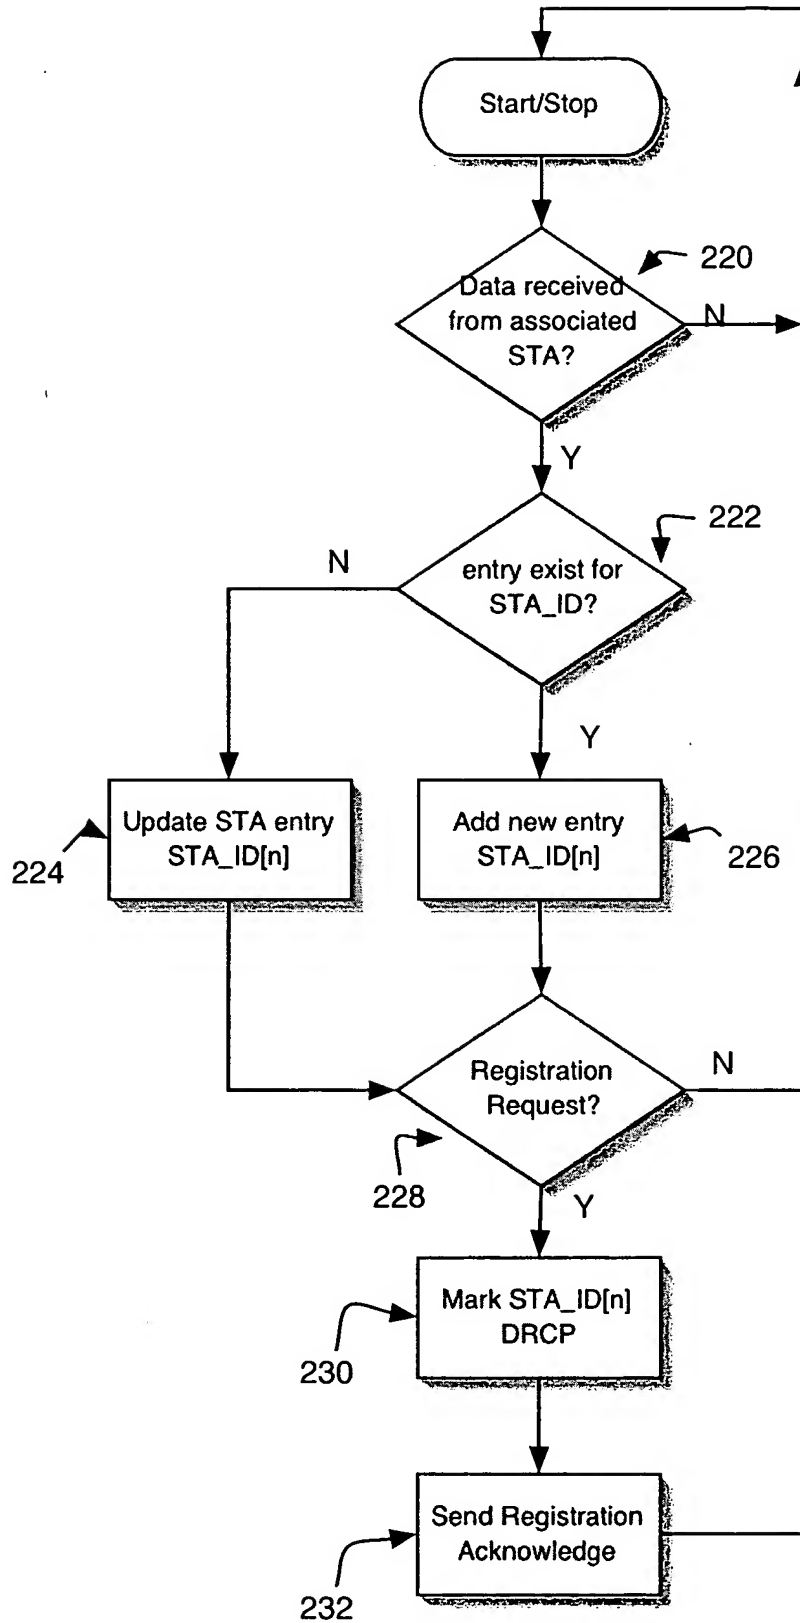 Start/Stop
220
Data received
from associated
STA?
N
Y
222
entry exist for
STA_ID?
N
Y
Update STA entry
STA_ID[n]
224
Add new entry
STA_ID[n]
226
Registration
Request?
N
228
Y
Mark STA_ID[n]
DRCP
230
Send Registration
Acknowledge
232